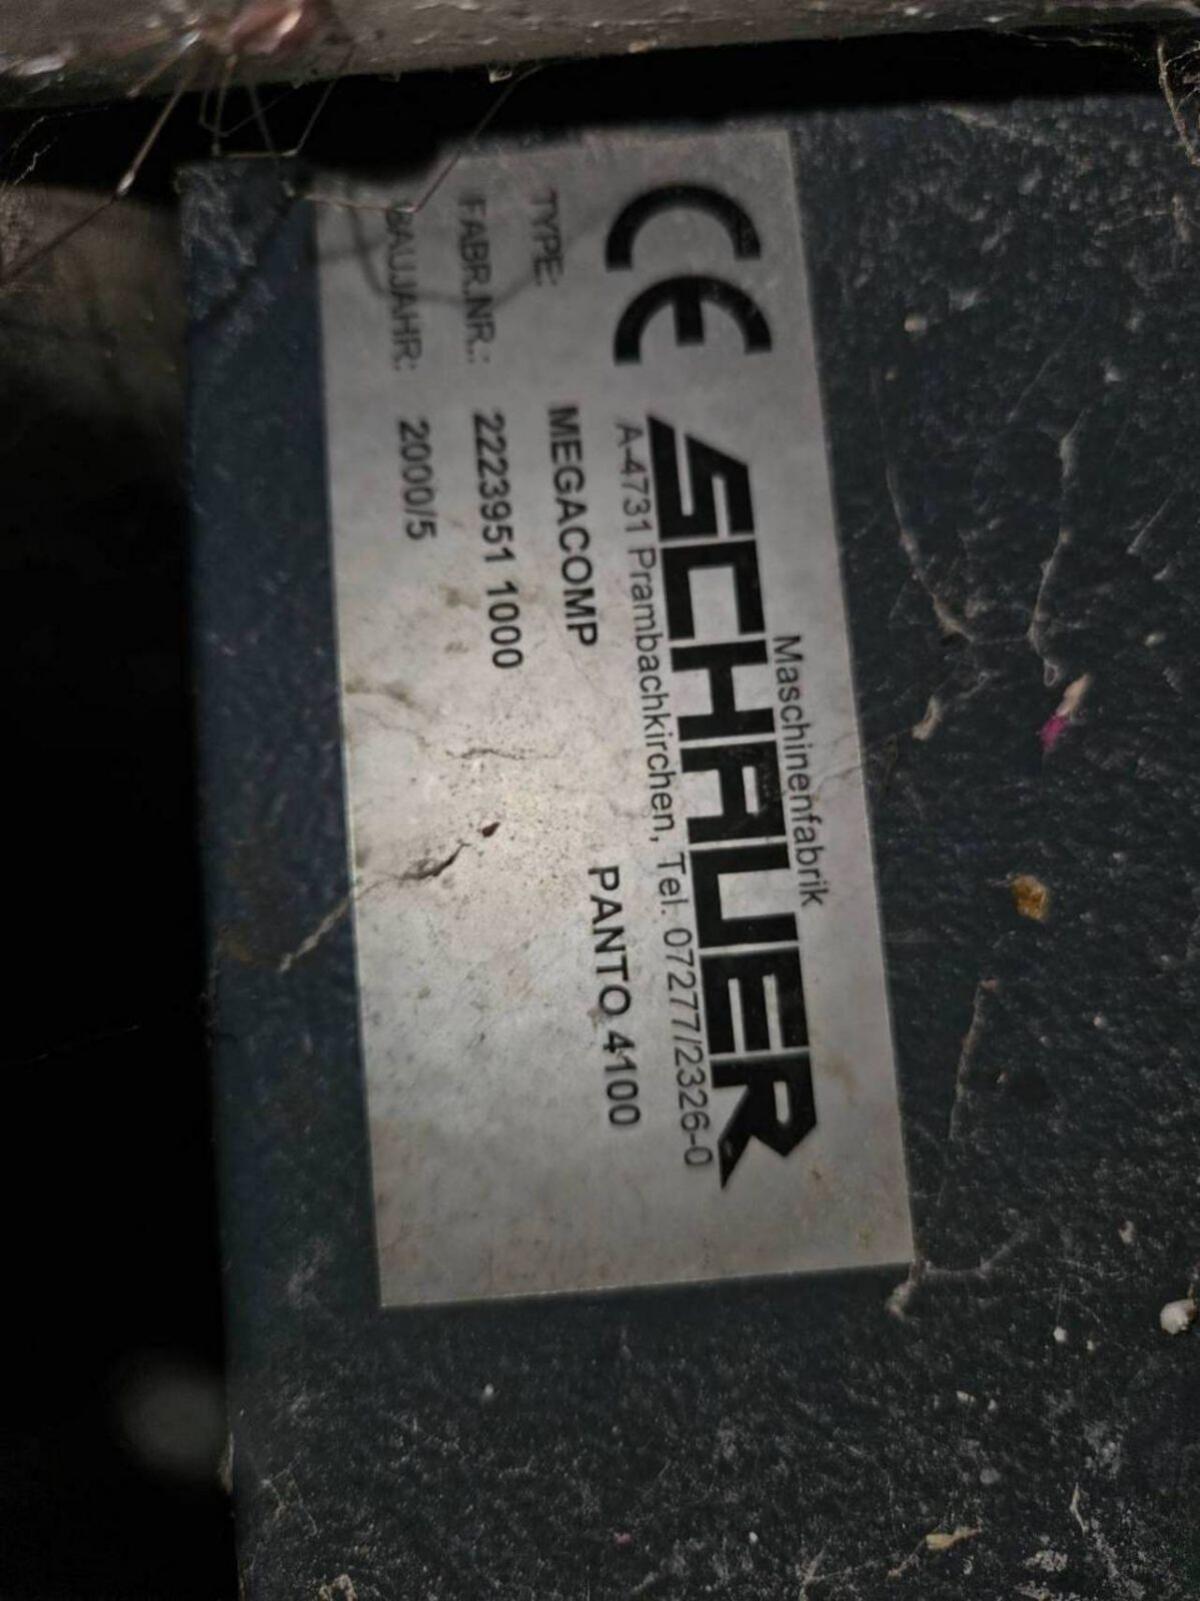 Maschinenfabrik
CE SCHAUER
A-4731 Prambachkirchen, Tel. 07277/2326-0
TYPE: MEGACOMP PANTO 4100
FABR.NR.: 2223951 1000
BAUJAHR: 2000/5